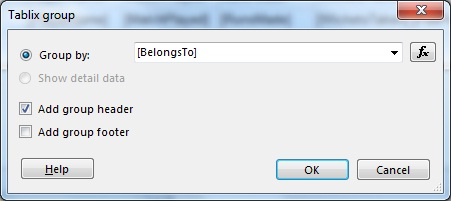 Tablix group
Group by: [BelongsTo] fx
Show detail data
Add group header
Add group footer
Help OK Cancel